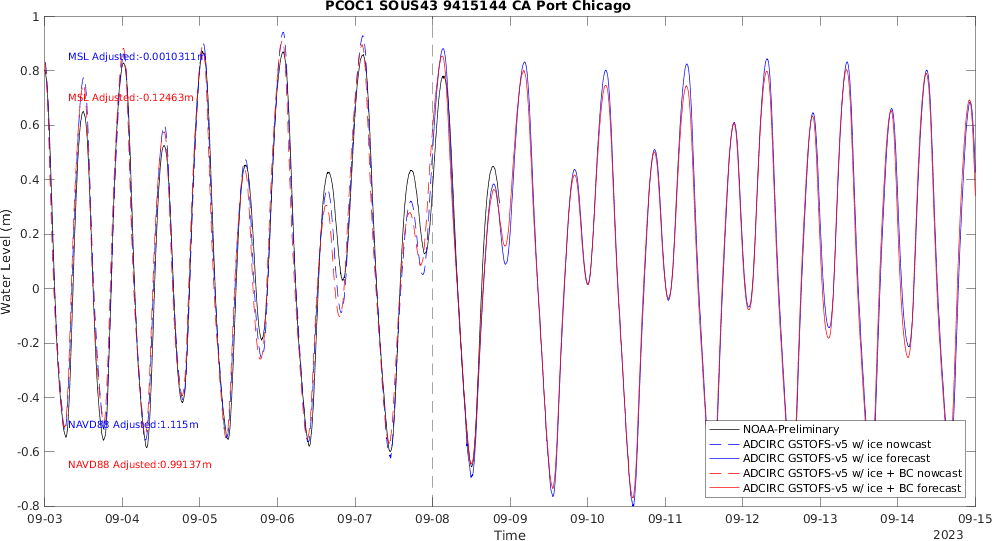 PCOC1 SOUS43 9415144 CA Port Chicago
Water Level (m)
1
0.8
0.6
0.4
0.2
0
-0.2
-0.4
-0.6
-0.8
MSL Adjusted:-0.0010311m
MSL Adjusted:-0.12463m
NAVD88 Adjusted:1.115m
NAVD88 Adjusted:0.99137m
NOAA-Preliminary
ADCIRC GSTOFS-v5 w/ ice nowcast
ADCIRC GSTOFS-v5 w/ ice forecast
ADCIRC GSTOFS-v5 w/ ice + BC nowcast
ADCIRC GSTOFS-v5 w/ ice + BC forecast
09-03 09-04 09-05 09-06 09-07 09-08 09-09 09-10 09-11 09-12 09-13 09-14 09-15
Time
2023